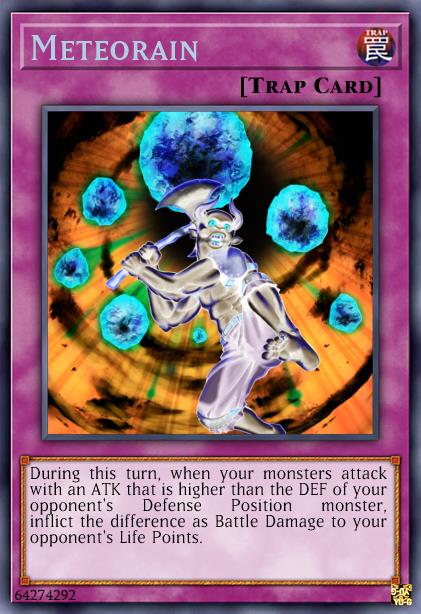 METEORAIN
TRAP
罠
[TRAP CARD]
During this turn, when your monsters attack
with an ATK that is higher than the DEF of your
opponent's Defense Position monster,
inflict the difference as Battle Damage to your
opponent's Life Points.
64274292